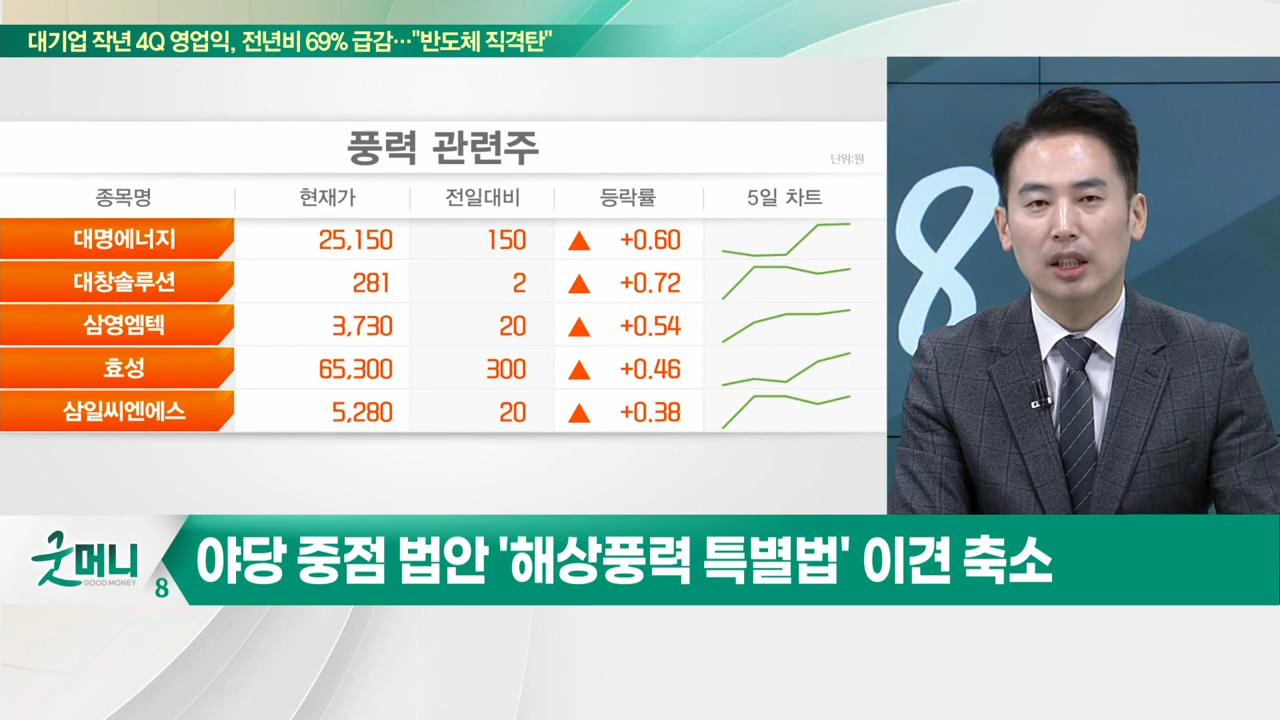 대기업 작년 4Q 영업익, 전년비 69% 급감…"반도체 직격탄"
풍력 관련주
단위:원
종목명 현재가 전일대비 등락률 5일 차트
대명에너지 25,150 150 ▲ +0.60
대창솔루션 281 2 ▲ +0.72
삼영엠텍 3,730 20 ▲ +0.54
효성 65,300 300 ▲ +0.46
삼일씨엔에스 5,280 20 ▲ +0.38
8
굿머니
GOOD MONEY
8
야당 중점 법안 '해상풍력 특별법' 이견 축소